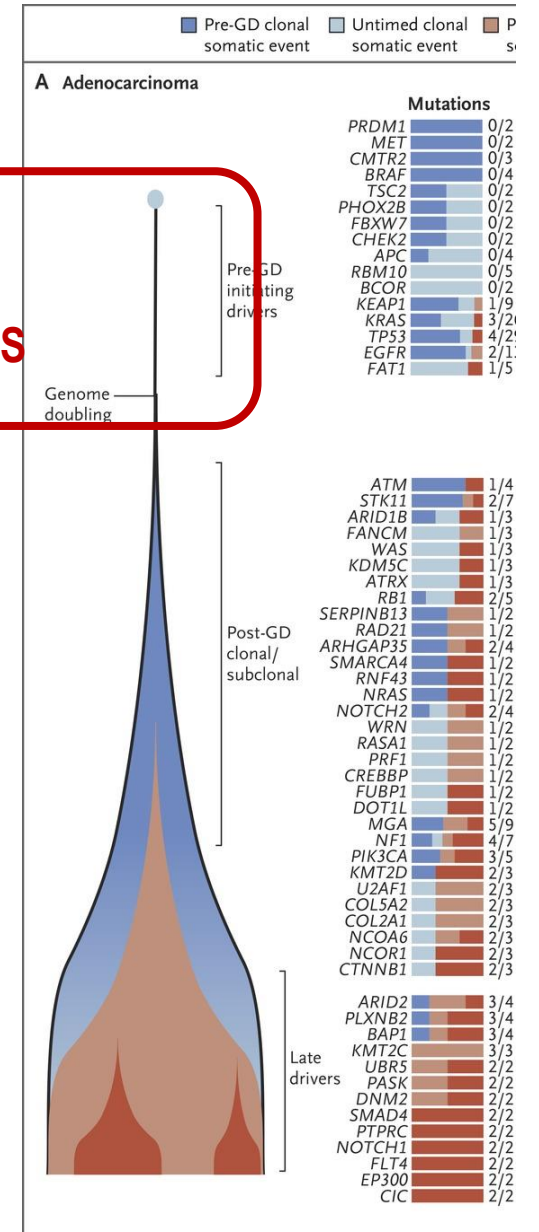 Pre-GD clonal
somatic event
Untimed clonal
somatic event
A Adenocarcinoma
Mutations
PRDM1 0/2
MET 0/2
CMTR2 0/3
BRAF 0/4
TSC2 0/2
PHOX2B 0/2
FBXW7 0/2
CHEK2 0/2
APC 0/4
RBM10 0/5
BCOR 0/2
KEAP1 1/9
KRAS
TP53
EGFR
FAT1 1/5
Pre-GD
initiating
drivers
Genome
doubling
ATM 1/4
STK11 2/7
ARID1B 1/3
FANCM 1/3
WAS 1/3
KDM5C 1/3
ATRX 1/3
RB1 2/5
SERPINB13 1/2
RAD21 1/2
ARHGAP35 2/4
SMARCA4 1/2
RNF43 1/2
NRAS 1/2
NOTCH2 2/4
WRN 1/2
RASA1 1/2
PRF1 1/2
CREBBP 1/2
FUBP1 1/2
DOT1L 1/2
MGA 5/9
NF1 4/7
PIK3CA 3/5
KMT2D 2/3
U2AF1 2/3
COL5A2 2/3
COL2A1 2/3
NCOA6 2/3
NCOR1 2/3
CTNNB1 2/3
Post-GD
clonal/
subclonal
ARID2 3/4
PLXNB2 3/4
BAP1 3/4
KMT2C 3/3
UBR5 2/2
PASK 2/2
DNM2 2/2
SMAD4 2/2
PTPRC 2/2
NOTCH1 2/2
FLT4 2/2
EP300 2/2
CIC 2/2
Late
drivers